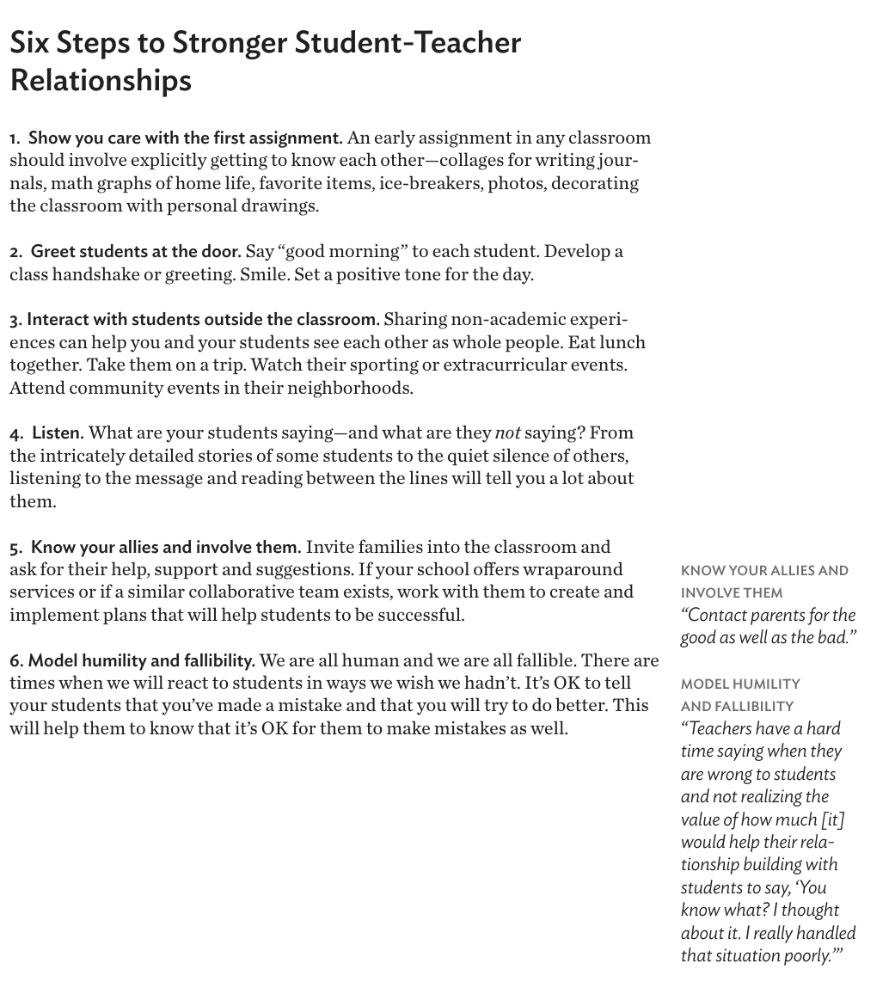 Six Steps to Stronger Student-Teacher
Relationships
1. Show you care with the first assignment. An early assignment in any classroom
should involve explicitly getting to know each other—collages for writing jour-
nals, math graphs of home life, favorite items, ice-breakers, photos, decorating
the classroom with personal drawings.
2. Greet students at the door. Say “good morning” to each student. Develop a
class handshake or greeting. Smile. Set a positive tone for the day.
3. Interact with students outside the classroom. Sharing non-academic experi-
ences can help you and your students see each other as whole people. Eat lunch
together. Take them on a trip. Watch their sporting or extracurricular events.
Attend community events in their neighborhoods.
4. Listen. What are your students saying—and what are they not saying? From
the intricately detailed stories of some students to the quiet silence of others,
listening to the message and reading between the lines will tell you a lot about
them.
5. Know your allies and involve them. Invite families into the classroom and
ask for their help, support and suggestions. If your school offers wraparound
services or if a similar collaborative team exists, work with them to create and
implement plans that will help students to be successful.
6. Model humility and fallibility. We are all human and we are all fallible. There are
times when we will react to students in ways we wish we hadn’t. It’s OK to tell
your students that you’ve made a mistake and that you will try to do better. This
will help them to know that it’s OK for them to make mistakes as well.
KNOW YOUR ALLIES AND
INVOLVE THEM
“Contact parents for the
good as well as the bad.”
MODEL HUMILITY
AND FALLIBILITY
“Teachers have a hard
time saying when they
are wrong to students
and not realizing the
value of how much [it]
would help their rela-
tionship building with
students to say, ‘You
know what? I thought
about it. I really handled
that situation poorly.’”